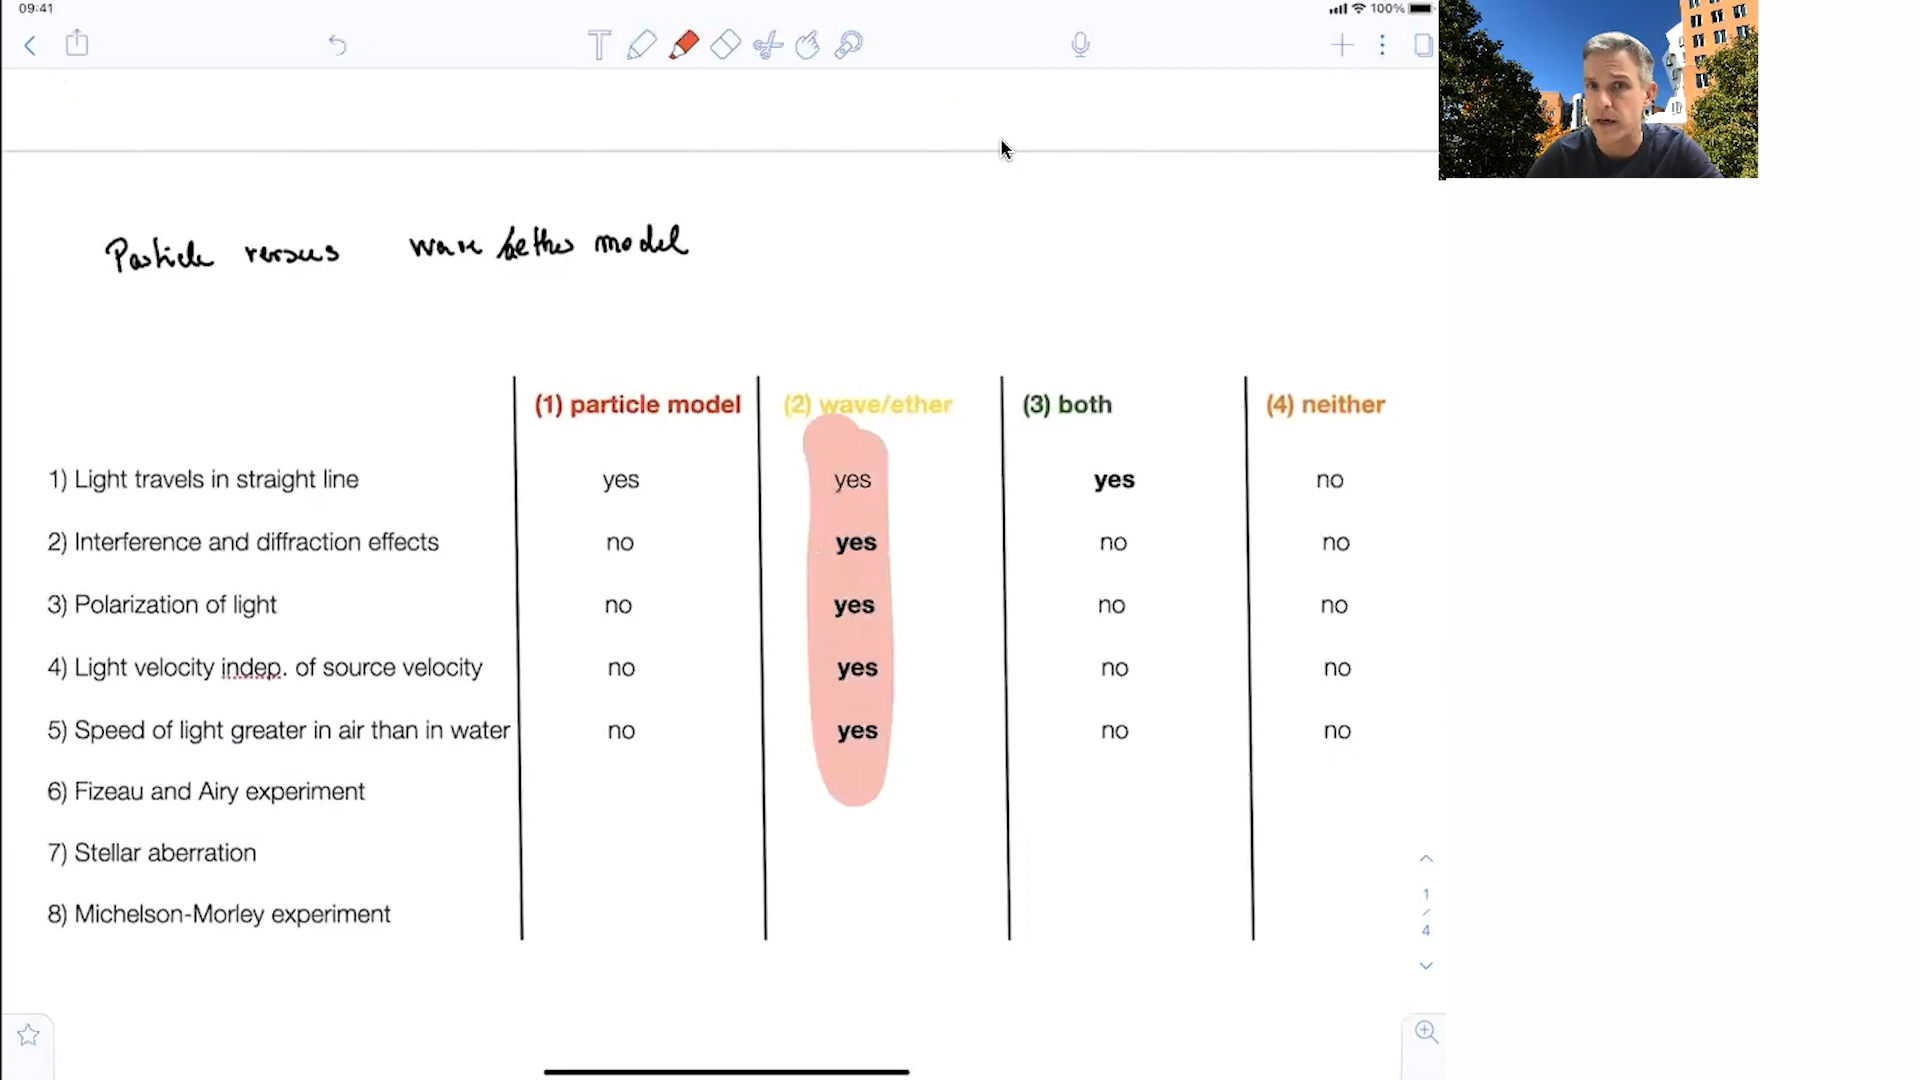 09:41 100%
Particle versus wave/aether model
(1) particle model (2) wave/ether (3) both (4) neither
1) Light travels in straight line yes yes yes no
2) Interference and diffraction effects no yes no no
3) Polarization of light no yes no no
4) Light velocity indep. of source velocity no yes no no
5) Speed of light greater in air than in water no yes no no
6) Fizeau and Airy experiment
7) Stellar aberration
8) Michelson-Morley experiment
1
/
4